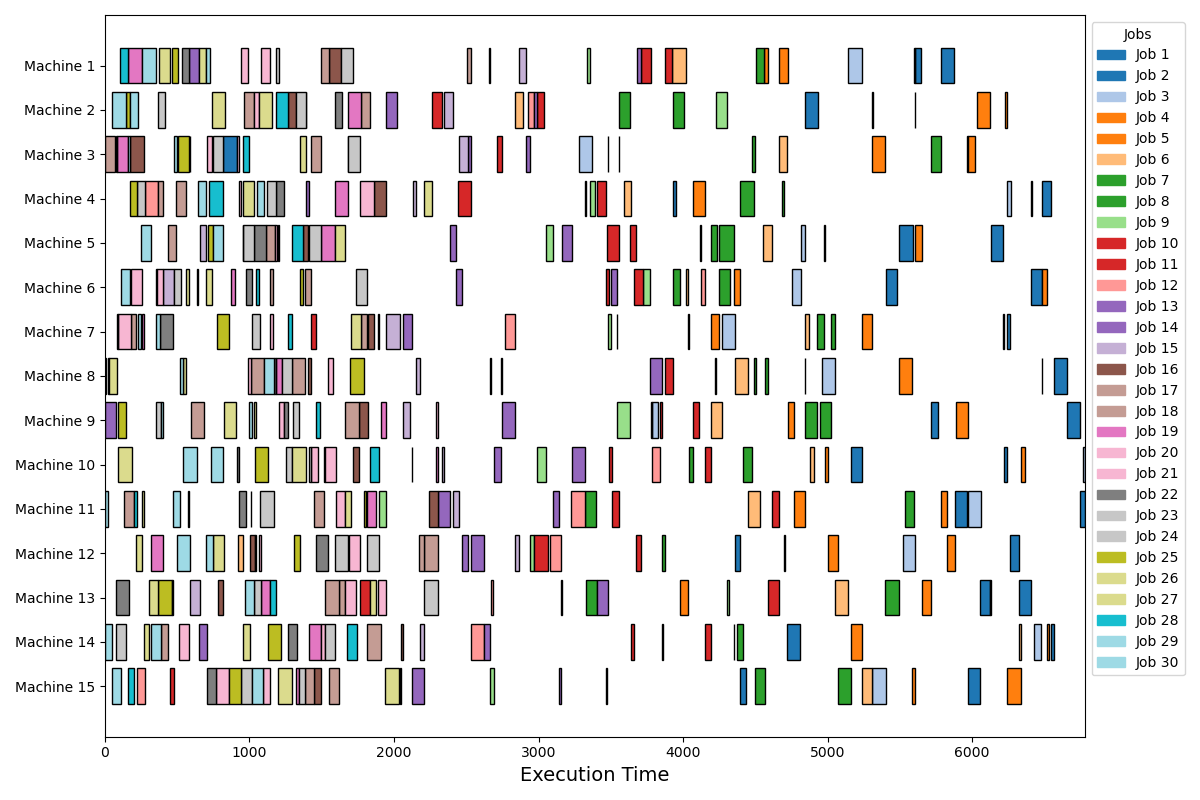 Machine 1
Machine 2
Machine 3
Machine 4
Machine 5
Machine 6
Machine 7
Machine 8
Machine 9
Machine 10
Machine 11
Machine 12
Machine 13
Machine 14
Machine 15
0 1000 2000 3000 4000 5000 6000
Execution Time
Jobs
Job 1
Job 2
Job 3
Job 4
Job 5
Job 6
Job 7
Job 8
Job 9
Job 10
Job 11
Job 12
Job 13
Job 14
Job 15
Job 16
Job 17
Job 18
Job 19
Job 20
Job 21
Job 22
Job 23
Job 24
Job 25
Job 26
Job 27
Job 28
Job 29
Job 30